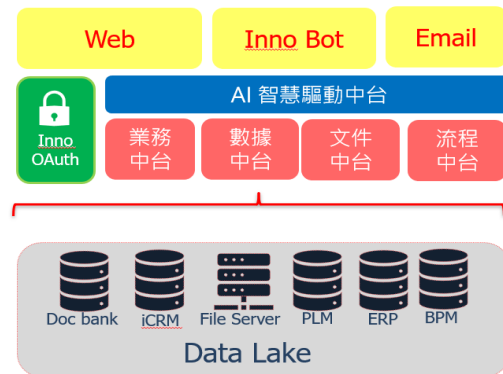 Web
Inno Bot
Email
Inno
OAuth
AI 智慧驅動中台
業務
中台
數據
中台
文件
中台
流程
中台
Doc bank
iCRM
File Server
PLM
ERP
BPM
Data Lake